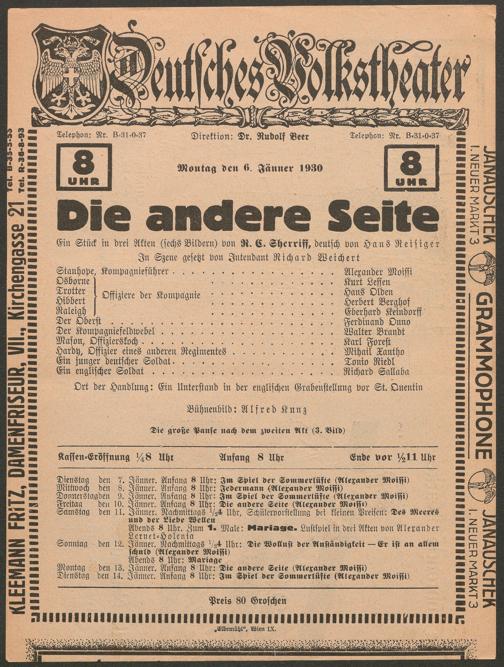 Deutsches Volkstheater
Telephon: Nr. B-31-0-37 Direktion: Dr. Rudolf Beer Telephon: Nr. B-31-0-37
8 UHR
Montag den 6. Jänner 1930
8 UHR
Die andere Seite
Ein Stück in drei Akten (sechs Bildern) von R. C. Sherriff, deutsch von Hans Reisiger
In Szene gesetzt von Intendant Richard Weichert
Stanhope, Kompagnieführer . . . Alexander Moissi
Osborne } Offiziere der Kompagnie . . . Kurt Lessen
Trotter . . . Hans Olden
Hibbert . . . Herbert Berghof
Raleigh . . . Eberhard Keindorff
Der Oberst . . . Ferdinand Onno
Der Kompagniefeldwebel . . . Walter Brandt
Mason, Offizierskoch . . . Karl Forest
Hardy, Offizier eines anderen Regimentes . . . Mihail Xantho
Ein junger deutscher Soldat . . . Tonio Riedl
Ein englischer Soldat . . . Richard Sallaba
Ort der Handlung: Ein Unterstand in der englischen Grabenstellung vor St. Quentin
Bühnenbild: Alfred Kunz
Die große Pause nach dem zweiten Akt (3. Bild)
Kassen-Eröffnung ¼8 Uhr Anfang 8 Uhr Ende vor ½11 Uhr
Dienstag den 7. Jänner. Anfang 8 Uhr: Im Spiel der Sommerlüfte (Alexander Moissi)
Mittwoch den 8. Jänner. Anfang 8 Uhr: Jedermann (Alexander Moissi)
Donnerstag den 9. Jänner. Anfang 8 Uhr: Im Spiel der Sommerlüfte (Alexander Moissi)
Freitag den 10. Jänner. Anfang 8 Uhr: Die andere Seite (Alexander Moissi)
Samstag den 11. Jänner. Nachmittags Uhr, Schülervorstellung bei kleinen Preisen: Des Meeres
und der Liebe Wellen
Abends 8 Uhr. Zum 1. Male: Mariage. Lustspiel in drei Akten von Alexander
Lernet-Holenia
Sonntag den 12. Jänner. Nachmittags Uhr: Die Wollust der Anständigkeit — Er ist an allem
schuld (Alexander Moissi)
Abends 8 Uhr: Mariage
Montag den 13. Jänner. Anfang 8 Uhr: Die andere Seite (Alexander Moissi)
Dienstag den 14. Jänner. Anfang 8 Uhr: Im Spiel der Sommerlüfte (Alexander Moissi)
Preis 80 Groschen
„Elbemühl“, Wien IX.
KLEEMANN FRITZ, DAMENFRISEUR, VII., Kirchengasse 21
Tel. R-39-8-93
JANAUSCHEK
I. NEUER MARKT 3
GRAMMOPHONE
JANAUSCHEK
I. NEUER MARKT 3